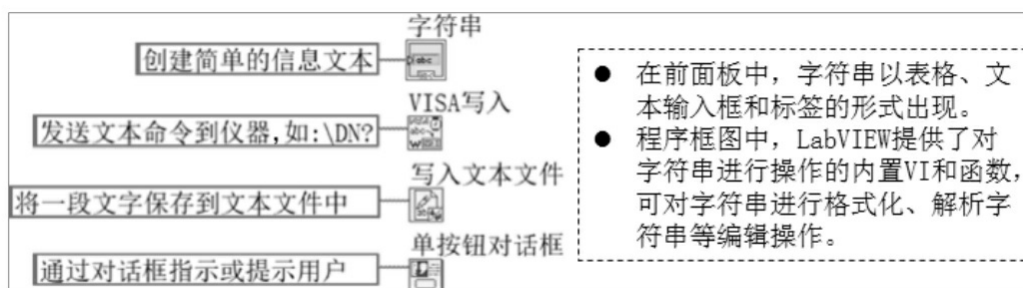 字符串
创建简单的信息文本
VISA写入
发送文本命令到仪器,如:\DN?
写入文本文件
将一段文字保存到文本文件中
单按钮对话框
通过对话框指示或提示用户
● 在前面板中，字符串以表格、文
本输入框和标签的形式出现。
● 程序框图中，LabVIEW提供了对
字符串进行操作的内置VI和函数，
可对字符串进行格式化、解析字
符串等编辑操作。